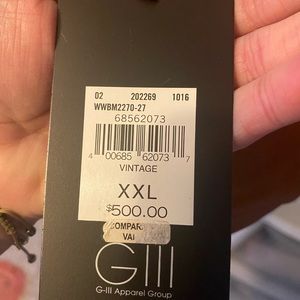 02 202269 1016
WWBM2270-27
68562073
4 00685 62073 7
VINTAGE
XXL
$500.00
COMPAR
VAL
GIII
G-III Apparel Group